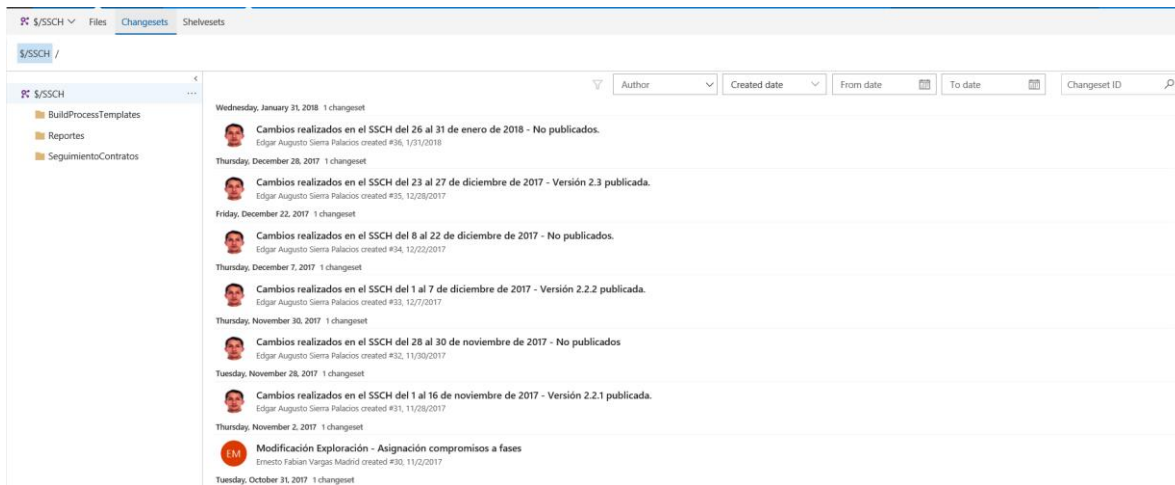 $/SSCH Files Changesets Shelvesets
$/SSCH /
Author Created date From date To date Changeset ID
$/SSCH
BuildProcessTemplates
Reportes
SeguimientoContratos
Wednesday, January 31, 2018 1 changeset
Cambios realizados en el SSCH del 26 al 31 de enero de 2018 - No publicados.
Edgar Augusto Sierra Palacios created #36, 1/31/2018
Thursday, December 28, 2017 1 changeset
Cambios realizados en el SSCH del 23 al 27 de diciembre de 2017 - Versión 2.3 publicada.
Edgar Augusto Sierra Palacios created #35, 12/28/2017
Friday, December 22, 2017 1 changeset
Cambios realizados en el SSCH del 8 al 22 de diciembre de 2017 - No publicados.
Edgar Augusto Sierra Palacios created #34, 12/22/2017
Thursday, December 7, 2017 1 changeset
Cambios realizados en el SSCH del 1 al 7 de diciembre de 2017 - Versión 2.2.2 publicada.
Edgar Augusto Sierra Palacios created #33, 12/7/2017
Thursday, November 30, 2017 1 changeset
Cambios realizados en el SSCH del 28 al 30 de noviembre de 2017 - No publicados
Edgar Augusto Sierra Palacios created #32, 11/30/2017
Tuesday, November 28, 2017 1 changeset
Cambios realizados en el SSCH del 1 al 16 de noviembre de 2017 - Versión 2.2.1 publicada.
Edgar Augusto Sierra Palacios created #31, 11/28/2017
Thursday, November 2, 2017 1 changeset
EM
Modificación Exploración - Asignación compromisos a fases
Ernesto Fabian Vargas Madrid created #30, 11/2/2017
Tuesday, October 31, 2017 1 changeset